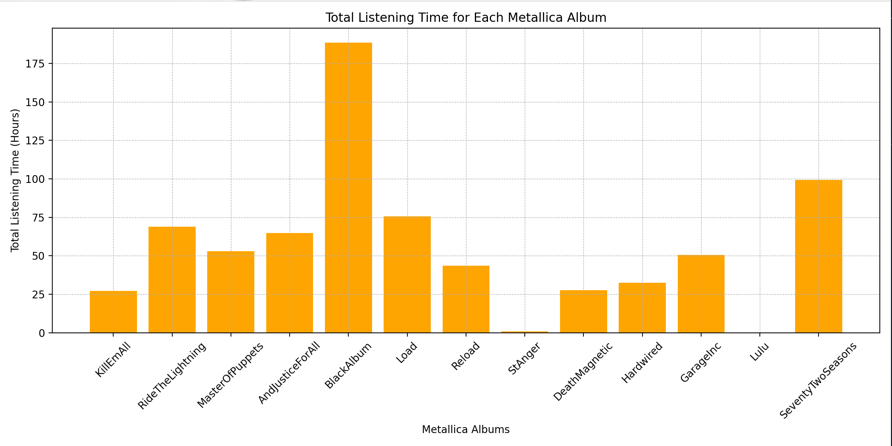 Total Listening Time for Each Metallica Album
Total Listening Time (Hours)
175
150
125
100
75
50
25
0
KillEmAll
RideTheLightning
MasterOfPuppets
AndJusticeForAll
BlackAlbum
Load
Reload
StAnger
DeathMagnetic
Hardwired
GarageInc
Lulu
SeventyTwoSeasons
Metallica Albums